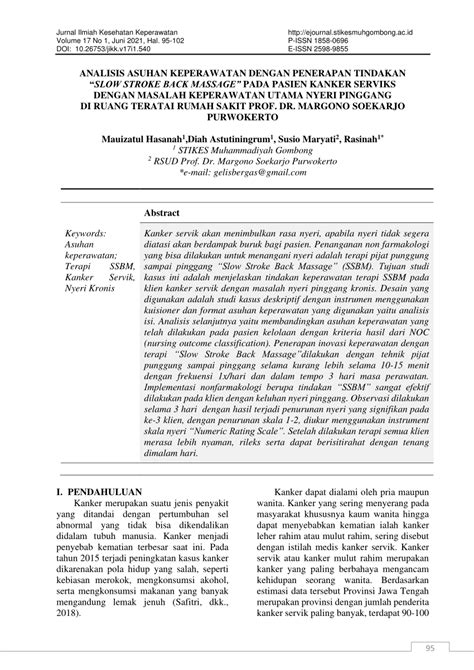 Jurnal Ilmiah Kesehatan Keperawatan
Volume 17 No 1, Juni 2021, Hal. 95-102
DOI: 10.26753/jikk.v17i1.540
http://ejournal.stikesmuhgombong.ac.id
P-ISSN 1858-0696
E-ISSN 2598-9855
ANALISIS ASUHAN KEPERAWATAN DENGAN PENERAPAN TINDAKAN
“SLOW STROKE BACK MASSAGE” PADA PASIEN KANKER SERVIKS
DENGAN MASALAH KEPERAWATAN UTAMA NYERI PINGGANG
DI RUANG TERATAI RUMAH SAKIT PROF. DR. MARGONO SOEKARJO
PURWOKERTO
Mauizatul Hasanah1,Diah Astutiningrum1, Susio Maryati2, Rasinah1*
1 STIKES Muhammadiyah Gombong
2 RSUD Prof. Dr. Margono Soekarjo Purwokerto
*e-mail: gelisbergas@gmail.com
Abstract
Keywords:
Asuhan
keperawatan;
Terapi SSBM,
Kanker Servik,
Nyeri Kronis
Kanker servik akan menimbulkan rasa nyeri, apabila nyeri tidak segera
diatasi akan berdampak buruk bagi pasien. Penanganan non farmakologi
yang bisa dilakukan untuk menangani nyeri adalah terapi pijat punggung
sampai pinggang “Slow Stroke Back Massage” (SSBM). Tujuan studi
kasus ini adalah menjelaskan tindakan keperawatan terapi SSBM pada
klien kanker servik dengan masalah nyeri pinggang kronis. Desain yang
digunakan adalah studi kasus deskriptif dengan instrumen menggunakan
kuisioner dan format asuhan keperawatan yang digunakan yaitu analisis
isi. Analisis selanjutnya yaitu membandingkan asuhan keperawatan yang
telah dilakukan pada pasien kelolaan dengan kriteria hasil dari NOC
(nursing outcome classification). Penerapan inovasi keperawatan dengan
terapi “Slow Stroke Back Massage”dilakukan dengan tehnik pijat
punggung sampai pinggang selama kurang lebih selama 10-15 menit
dengan frekuensi 1x/hari dan dalam tempo 3 hari masa perawatan.
Implementasi nonfarmakologi berupa tindakan “SSBM” sangat efektif
dilakukan pada klien dengan keluhan nyeri pinggang. Observasi dilakukan
selama 3 hari dengan hasil terjadi penurunan nyeri yang signifikan pada
ke-3 klien, dengan penurunan skala 1-2, diukur menggunakan instrument
skala nyeri “Numeric Rating Scale”. Setelah dilakukan terapi semua klien
merasa lebih nyaman, rileks serta dapat berisitirahat dengan tenang
dimalam hari.
I. PENDAHULUAN
Kanker merupakan suatu jenis penyakit
yang ditandai dengan pertumbuhan sel
abnormal yang tidak bisa dikendalikan
didalam tubuh manusia. Kanker menjadi
penyebab kematian terbesar saat ini. Pada
tahun 2015 terjadi peningkatan kasus kanker
dikarenakan pola hidup yang salah, seperti
kebiasan merokok, mengkonsumsi alkohol,
serta mengkonsumsi makanan yang banyak
mengandung lemak jenuh (Safitri, dkk.,
2018).
Kanker dapat dialami oleh pria maupun
wanita. Kanker yang sering menyerang pada
masyarakat khususnya kaum wanita hingga
dapat menyebabkan kematian ialah kanker
leher rahim atau mulut rahim, sering disebut
dengan istilah medis kanker servik. Kanker
servik atau kanker mulut rahim merupakan
kanker yang paling berbahaya mengancam
kehidupan seorang wanita. Berdasarkan
estimasi data tersebut Provinsi Jawa Tengah
merupakan provinsi dengan jumlah penderita
kanker servik paling banyak, terdapat 90-100
95